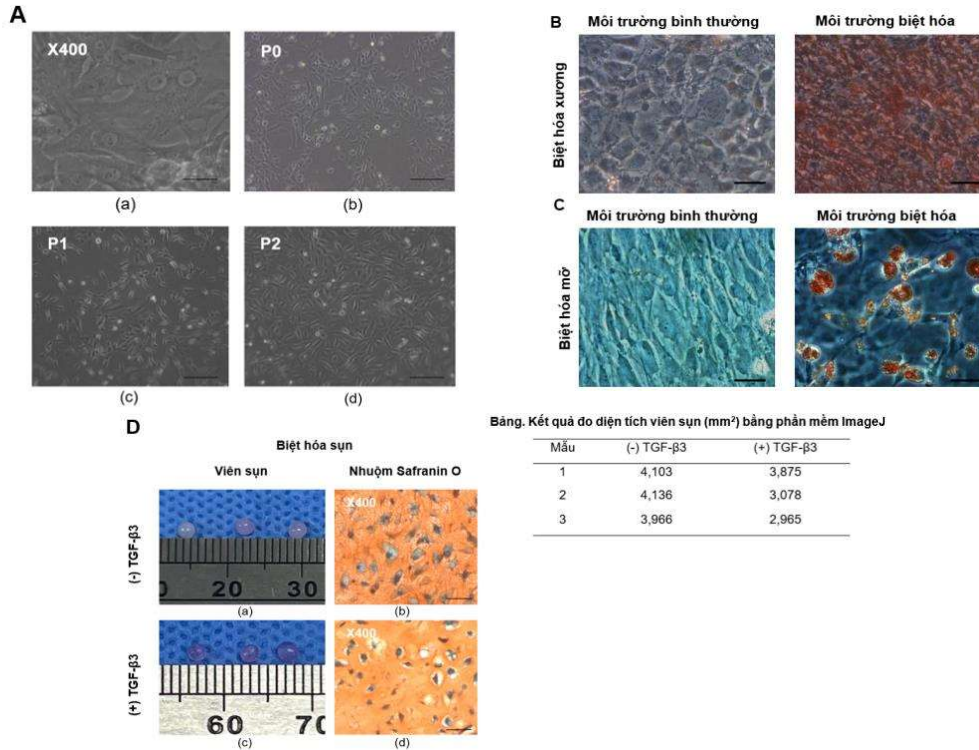 A
X400
P0
(a)
(b)
P1
P2
(c)
(d)
B
Môi trường bình thường
Môi trường biệt hóa
Biệt hóa xương
C
Môi trường bình thường
Môi trường biệt hóa
Biệt hóa mỡ
D
Biệt hóa sụn
Viên sụn
Nhuộm Safranin O
(-) TGF-β3
X400
20
30
(a)
(b)
(+) TGF-β3
X400
60
70
(c)
(d)
Bảng. Kết quả đo diện tích viên sụn (mm²) bằng phần mềm ImageJ
Mẫu (-) TGF-β3 (+) TGF-β3
1 4,103 3,875
2 4,136 3,078
3 3,966 2,965